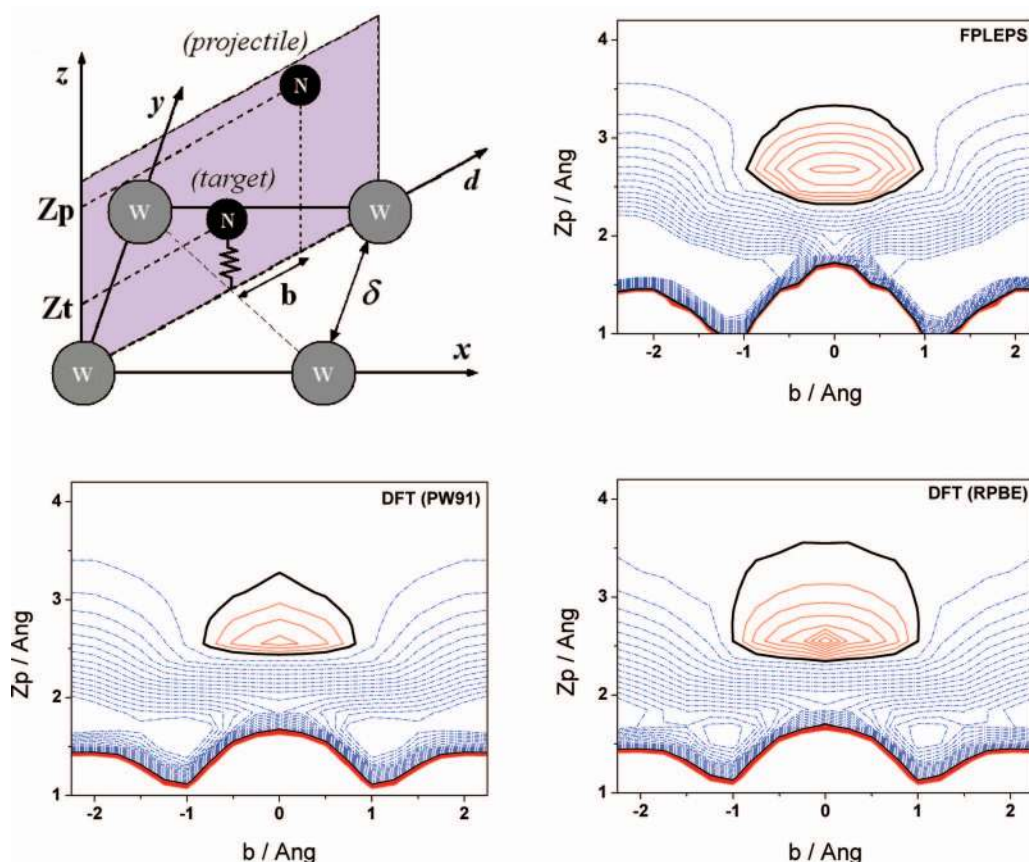 (projectile)
z
N
y
(target)
d
Zp
W
N
W
b
δ
Zt
W
W
x
FPLEPS
4
3
2
1
Zp / Ang
-2
-1
0
1
2
b / Ang
DFT (PW91)
4
3
2
1
Zp / Ang
-2
-1
0
1
2
b / Ang
DFT (RPBE)
4
3
2
1
Zp / Ang
-2
-1
0
1
2
b / Ang